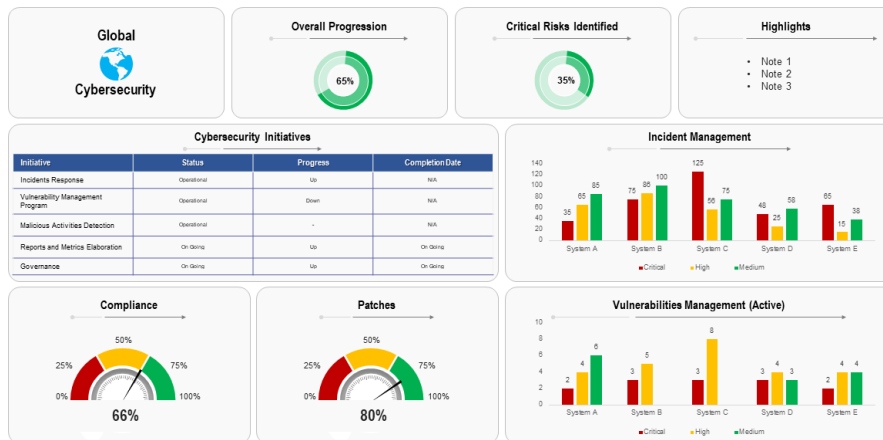 Global
Cybersecurity
Overall Progression
65%
Critical Risks Identified
35%
Highlights
• Note 1
• Note 2
• Note 3
Cybersecurity Initiatives
Initiative Status Progress Completion Date
Incidents Response Operational Up N/A
Vulnerability Management
Program Operational Down N/A
Malicious Activities Detection Operational - N/A
Reports and Metrics Elaboration On Going Up On Going
Governance On Going Up On Going
Incident Management
140
120
100
80
60
40
20
0
35 65 85
75 86 100
125 56 75
48 25 58
65 15 38
System A System B System C System D System E
Critical High Medium
Compliance
0% 25% 50% 75% 100%
66%
Patches
0% 25% 50% 75% 100%
80%
Vulnerabilities Management (Active)
10
8
6
4
2
0
2 4 6
3 5
3 8
3 4 3
2 4 4
System A System B System C System D System E
Critical High Medium